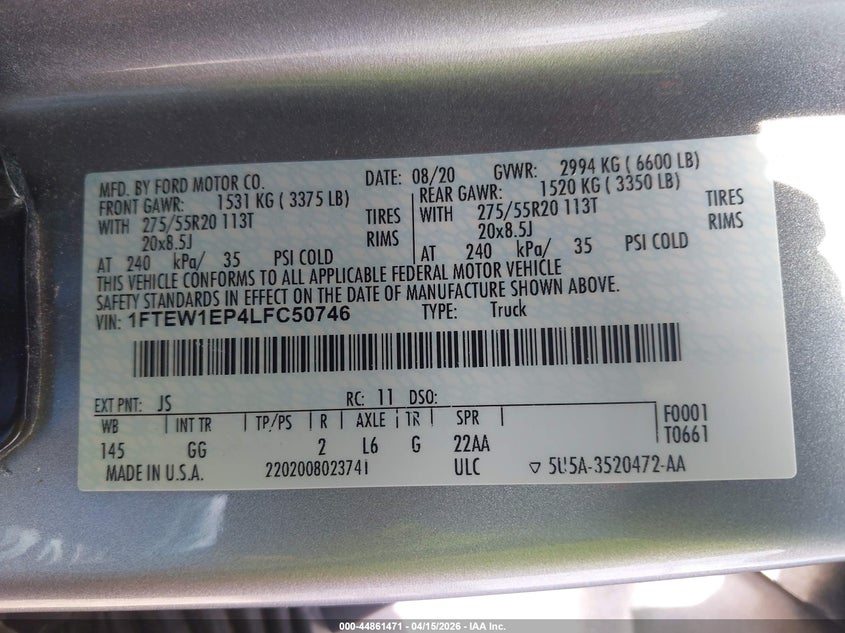 MFD. BY FORD MOTOR CO. DATE: 08/20 GVWR: 2994 KG ( 6600 LB)
FRONT GAWR: 1531 KG ( 3375 LB) REAR GAWR: 1520 KG ( 3350 LB)
WITH 275/55R20 113T TIRES WITH 275/55R20 113T TIRES
20x8.5J RIMS 20x8.5J RIMS
AT 240 kPa/ 35 PSI COLD AT 240 kPa/ 35 PSI COLD
THIS VEHICLE CONFORMS TO ALL APPLICABLE FEDERAL MOTOR VEHICLE
SAFETY STANDARDS IN EFFECT ON THE DATE OF MANUFACTURE SHOWN ABOVE.
VIN: 1FTEW1EP4LFC50746 TYPE: Truck
EXT PNT: JS RC: 11 DSO:
WB INT TR TP/PS R AXLE TR SPR F0001
145 GG 2 L6 G 22AA T0661
MADE IN U.S.A. ULC 5U5A-3520472-AA
000-44861471 - 04/15/2026 - IAA Inc.